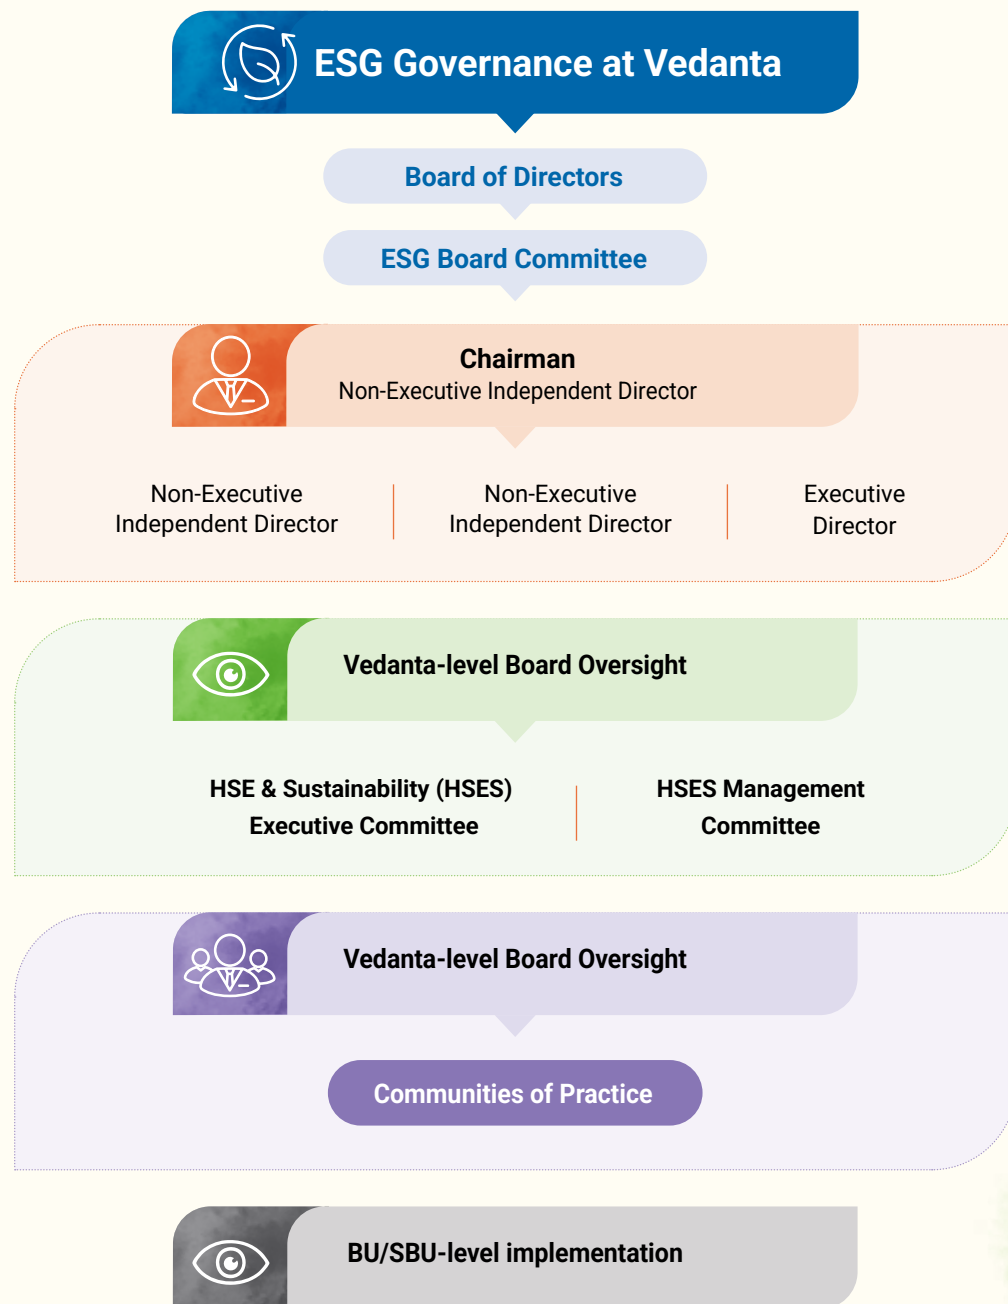 ESG Governance at Vedanta
Board of Directors
ESG Board Committee
Chairman
Non-Executive Independent Director
Non-Executive
Independent Director
Non-Executive
Independent Director
Executive
Director
Vedanta-level Board Oversight
HSE & Sustainability (HSES)
Executive Committee
HSES Management
Committee
Vedanta-level Board Oversight
Communities of Practice
BU/SBU-level implementation